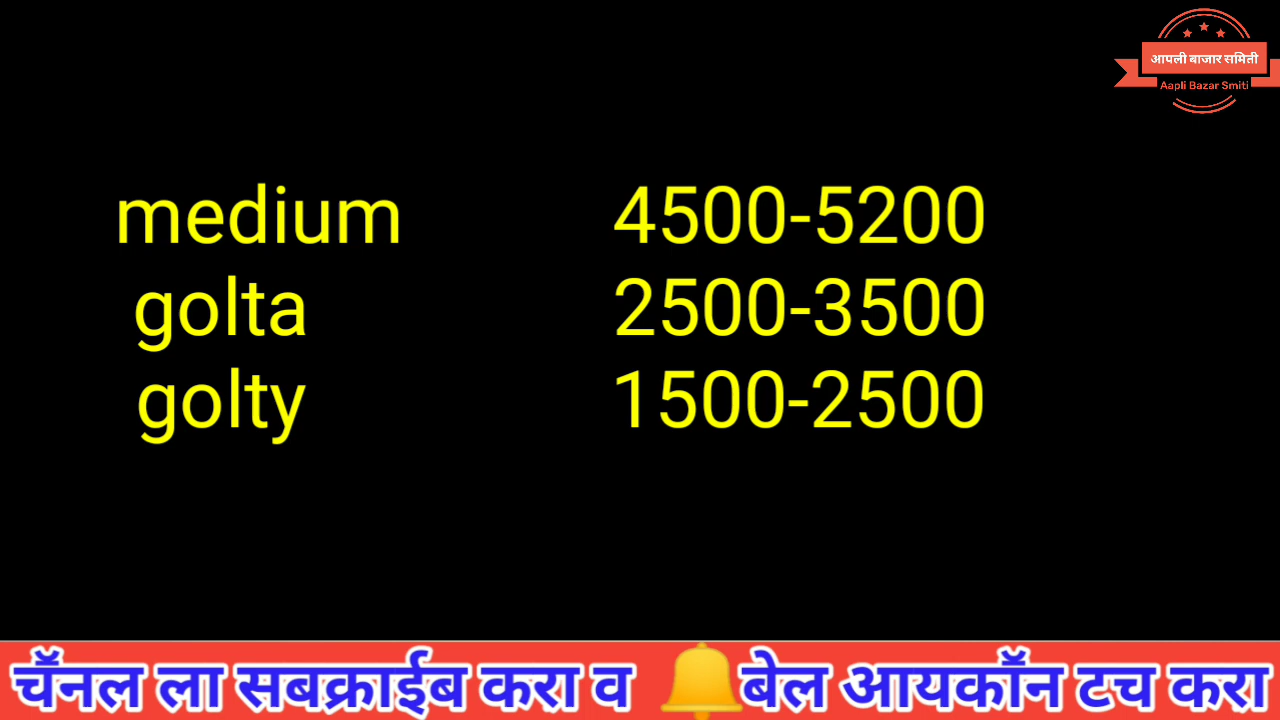 आपली बाजार समिती
Aapli Bazar Smiti
medium 4500-5200
golta 2500-3500
golty 1500-2500
चॅंनल ला सबक्राईब करा व 🔔बेल आयकाॅंन टच करा